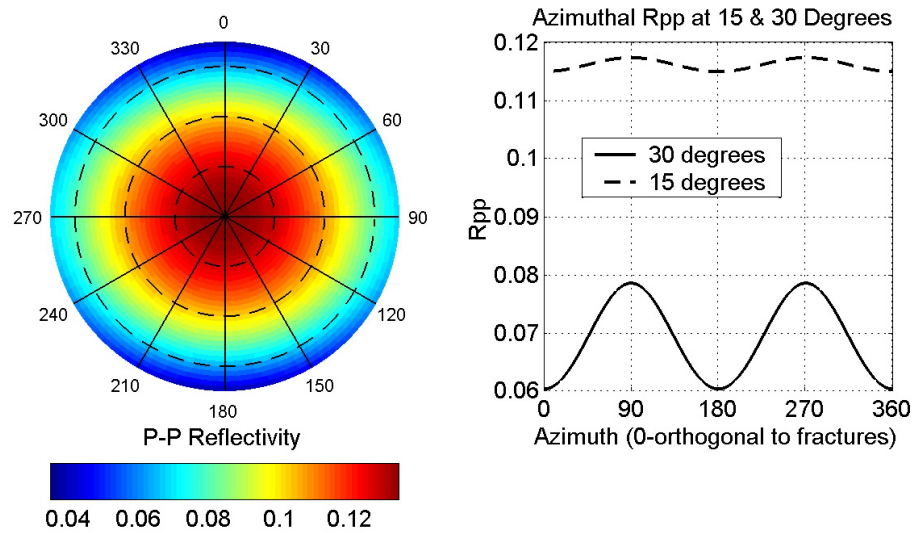 0
30
60
90
120
150
180
210
240
270
300
330
P-P Reflectivity
0.04 0.06 0.08 0.1 0.12
Azimuthal Rpp at 15 & 30 Degrees
0.12
0.11
0.1
0.09
0.08
0.07
0.06
Rpp
30 degrees
15 degrees
0 90 180 270 360
Azimuth (0-orthogonal to fractures)